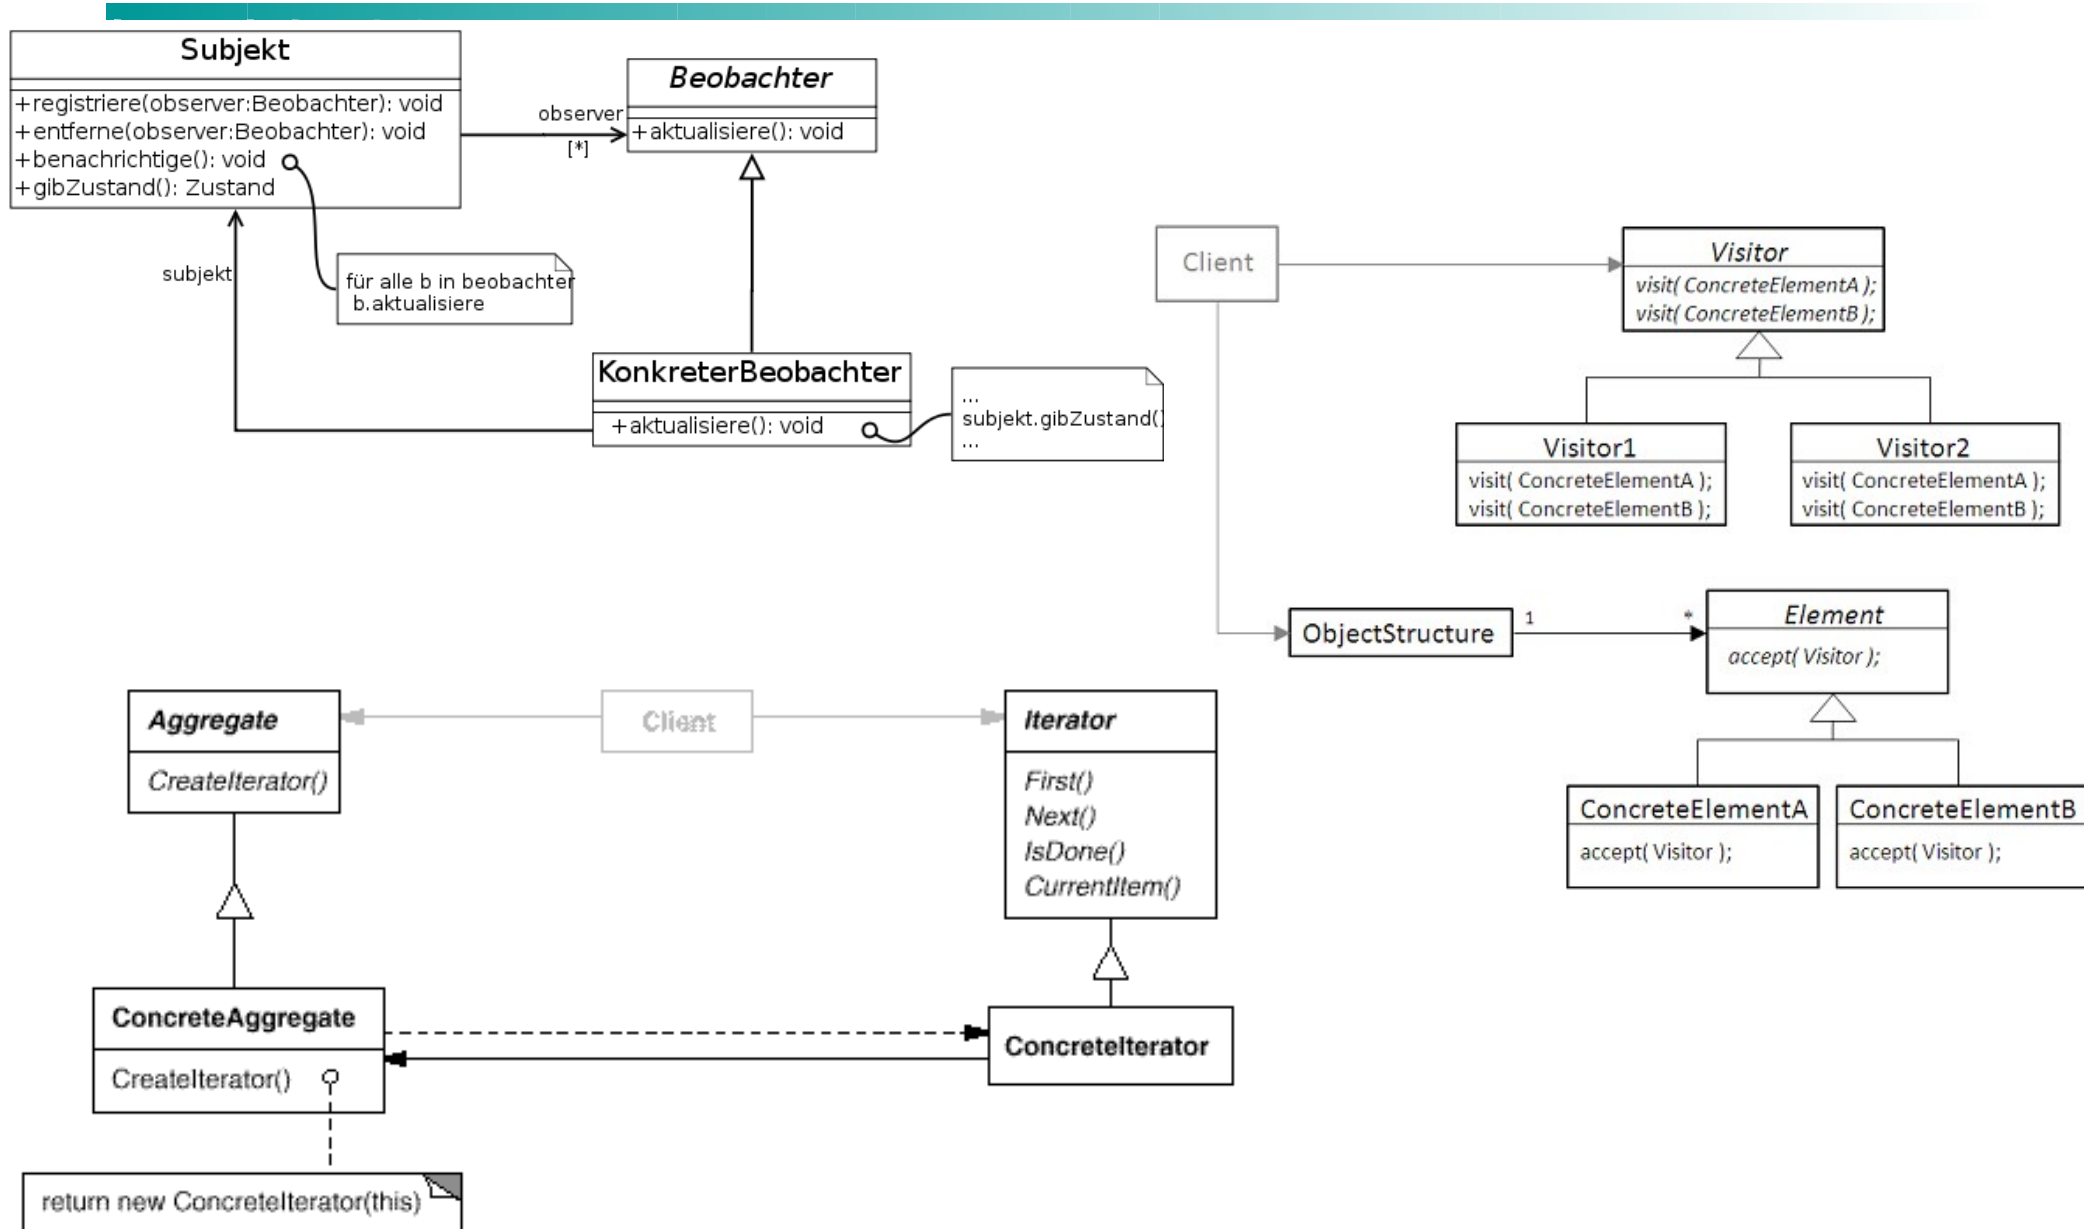 Subjekt
+registriere(observer:Beobachter): void
+entferne(observer:Beobachter): void
+benachrichtige(): void
+gibZustand(): Zustand
observer
[*]
Beobachter
+aktualisiere(): void
subjekt
für alle b in beobachter
b.aktualisiere
KonkreterBeobachter
+aktualisiere(): void
...
subjekt.gibZustand()
...
Client
Visitor
visit( ConcreteElementA );
visit( ConcreteElementB );
Visitor1
visit( ConcreteElementA );
visit( ConcreteElementB );
Visitor2
visit( ConcreteElementA );
visit( ConcreteElementB );
ObjectStructure
1
*
Element
accept( Visitor );
ConcreteElementA
accept( Visitor );
ConcreteElementB
accept( Visitor );
Aggregate
CreateIterator()
Client
Iterator
First()
Next()
IsDone()
CurrentItem()
ConcreteAggregate
CreateIterator()
ConcreteIterator
return new ConcreteIterator(this)